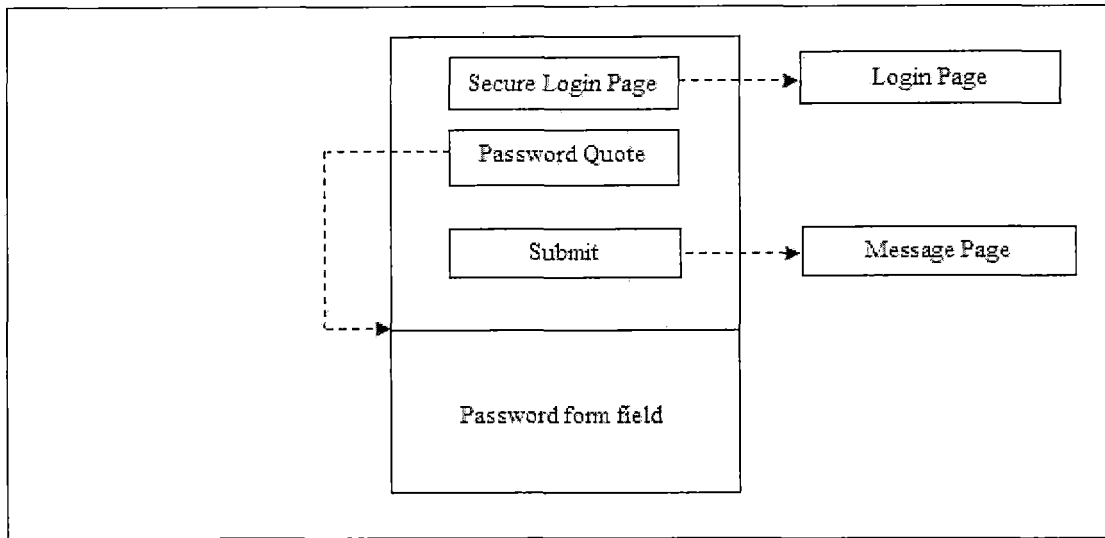 Secure Login Page
Login Page
Password Quote
Submit
Message Page
Password form field